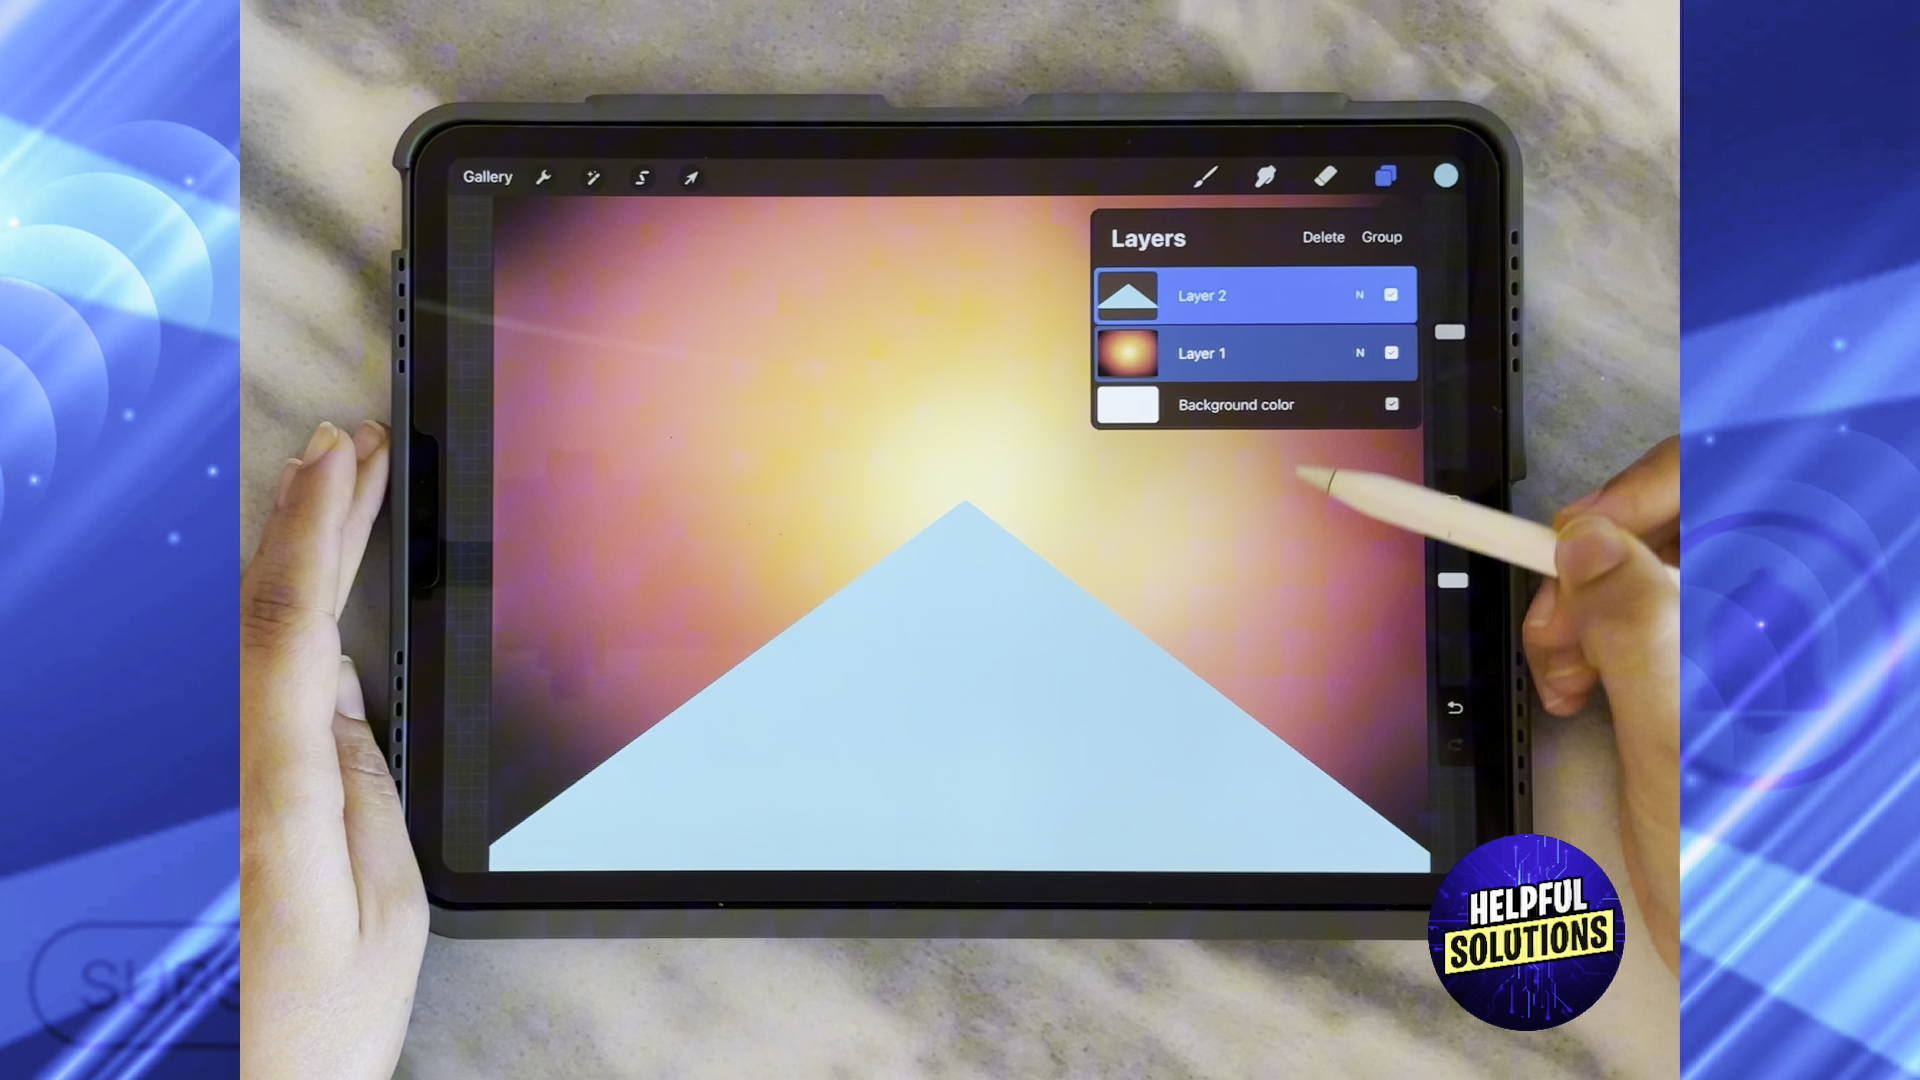 Gallery
Layers Delete Group
Layer 2 N
Layer 1 N
Background color
HELPFUL
SOLUTIONS